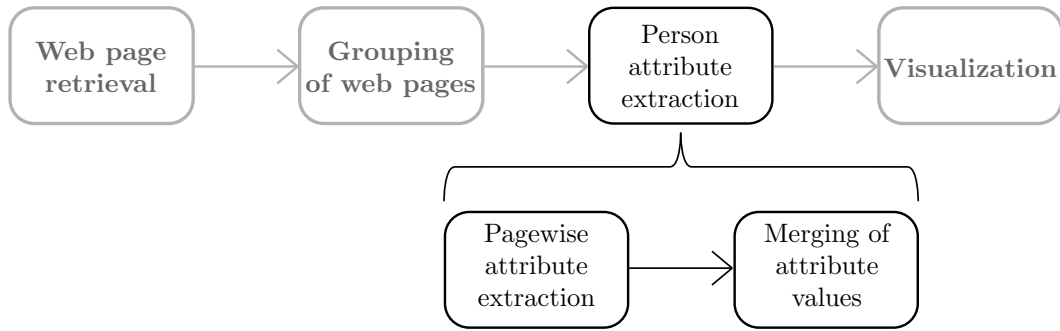 Web page
retrieval
Grouping
of web pages
Person
attribute
extraction
Visualization
Pagewise
attribute
extraction
Merging of
attribute
values